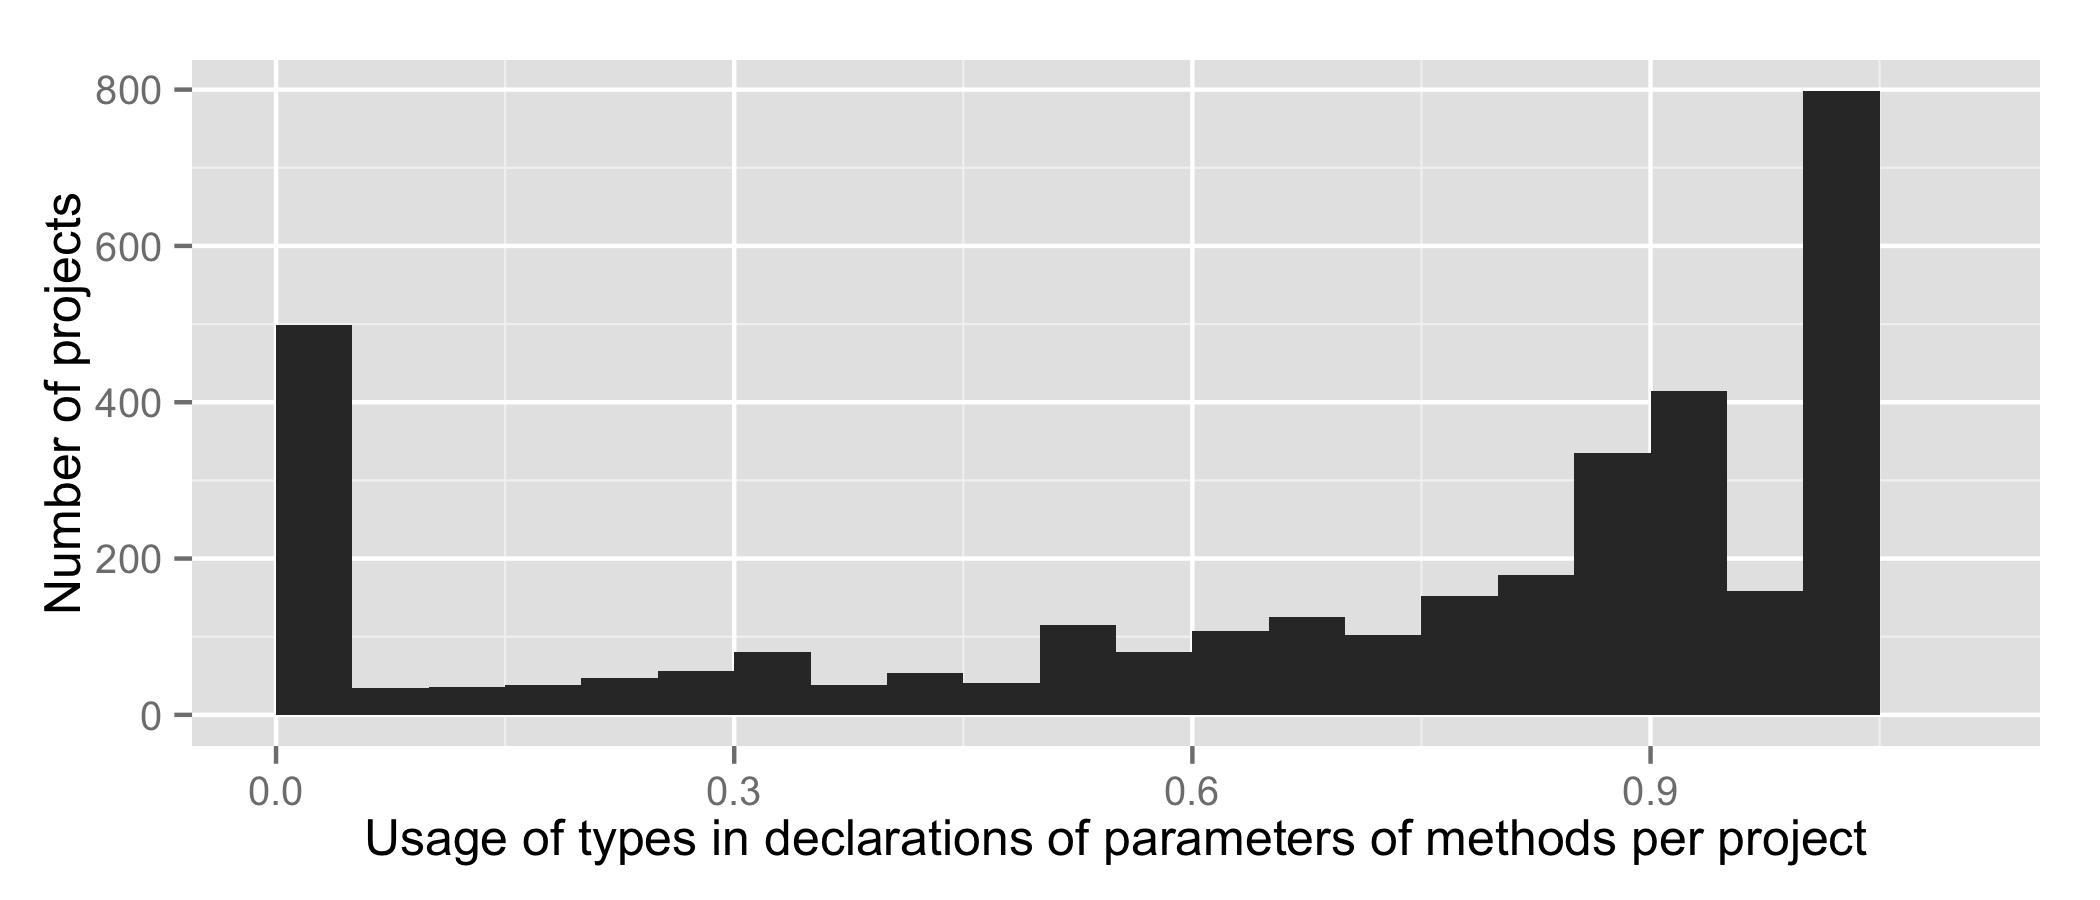 Number of projects
800
600
400
200
0
0.0 0.3 0.6 0.9
Usage of types in declarations of parameters of methods per project